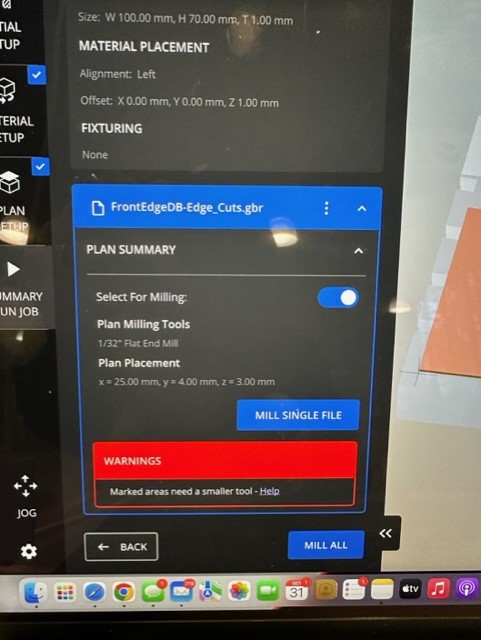 Size: W 100.00 mm, H 70.00 mm, T 1.00 mm
TIAL
TUP
MATERIAL PLACEMENT
Alignment: Left
Offset: X 0.00 mm, Y 0.00 mm, Z 1.00 mm
TERIAL
ETUP
FIXTURING
None
PLAN
ETUP
FrontEdgeDB-Edge_Cuts.gbr
PLAN SUMMARY
UMMARY
UN JOB
Select For Milling:
Plan Milling Tools
1/32" Flat End Mill
Plan Placement
x = 25.00 mm, y = 4.00 mm, z = 3.00 mm
MILL SINGLE FILE
WARNINGS
Marked areas need a smaller tool - Help
JOG
BACK
MILL ALL
OCT
31
tv